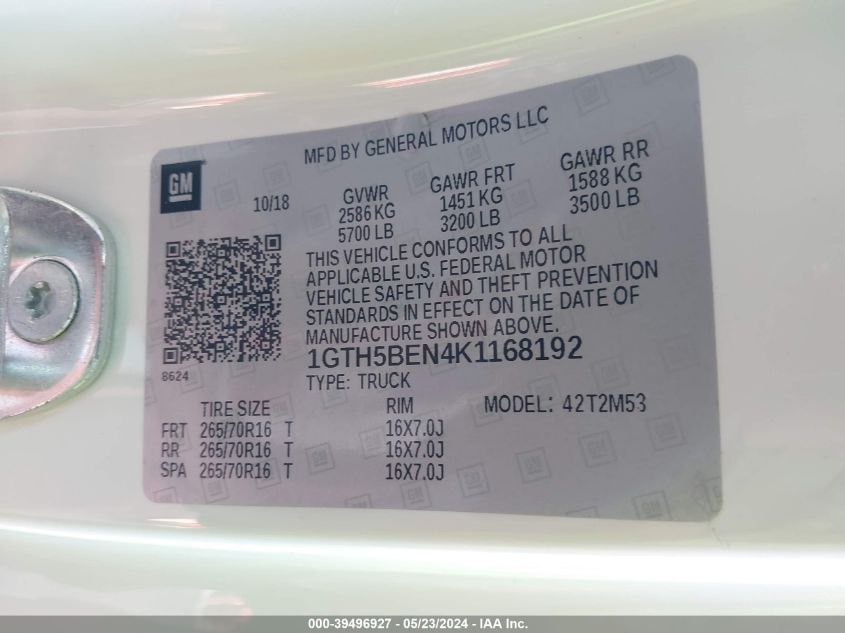 MFD BY GENERAL MOTORS LLC
GM
10/18
GVWR
2586 KG
5700 LB
GAWR FRT
1451 KG
3200 LB
GAWR RR
1588 KG
3500 LB
THIS VEHICLE CONFORMS TO ALL
APPLICABLE U.S. FEDERAL MOTOR
VEHICLE SAFETY AND THEFT PREVENTION
STANDARDS IN EFFECT ON THE DATE OF
MANUFACTURE SHOWN ABOVE.
8624
1GTH5BEN4K1168192
TYPE: TRUCK
TIRE SIZE RIM MODEL: 42T2M53
FRT 265/70R16 T 16X7.0J
RR 265/70R16 T 16X7.0J
SPA 265/70R16 T 16X7.0J
000-39496927 - 05/23/2024 - IAA Inc.